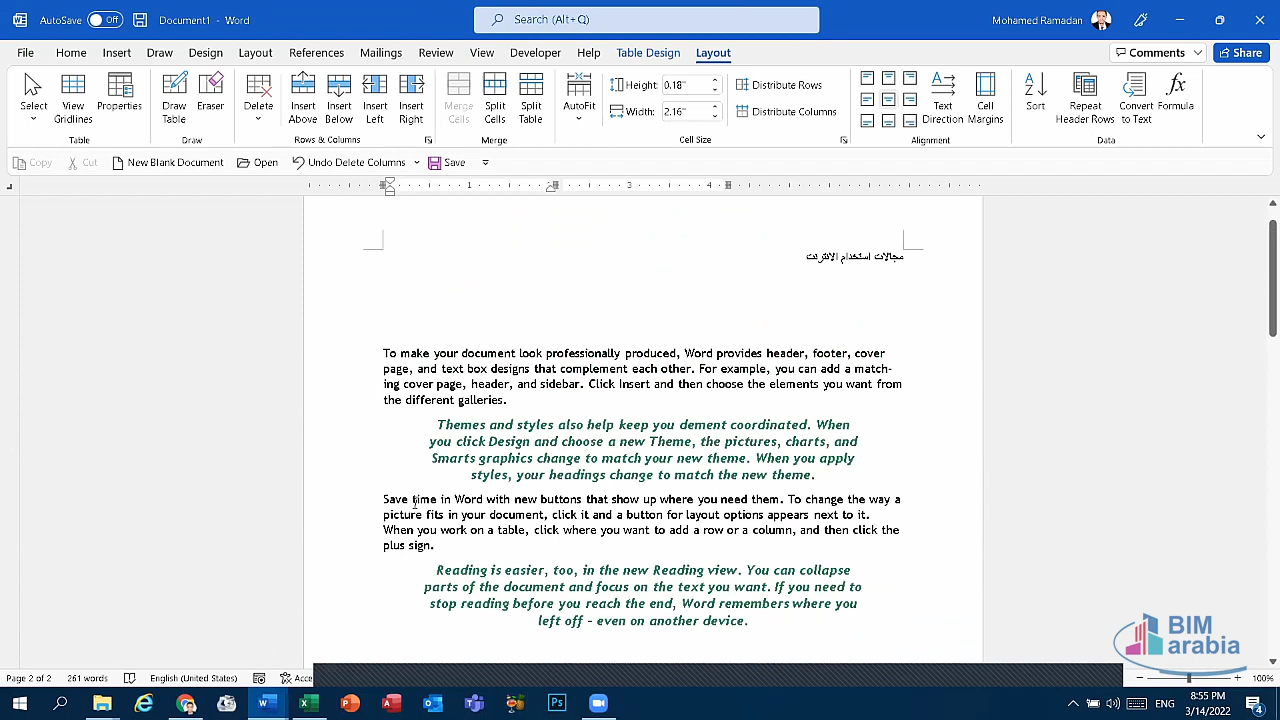 AutoSave Off Document1 - Word Search (Alt+Q) Mohamed Ramadan
File Home Insert Draw Design Layout References Mailings Review View Developer Help Table Design Layout Comments Share
Select View Gridlines Properties Draw Table Eraser Delete Insert Above Insert Below Insert Left Insert Right Merge Cells Split Cells Split Table AutoFit Height: 0.18" Distribute Rows Text Direction Cell Margins Sort Repeat Header Rows Convert to Text Formula
Width: 2.16" Distribute Columns
Table Draw Rows & Columns Merge Cell Size Alignment Data
Copy Cut New Blank Document Open Undo Delete Columns Save
1 3 4
مجالات استخدام الانترنت
To make your document look professionally produced, Word provides header, footer, cover
page, and text box designs that complement each other. For example, you can add a match-
ing cover page, header, and sidebar. Click Insert and then choose the elements you want from
the different galleries.
Themes and styles also help keep you dement coordinated. When
you click Design and choose a new Theme, the pictures, charts, and
Smarts graphics change to match your new theme. When you apply
styles, your headings change to match the new theme.
Save time in Word with new buttons that show up where you need them. To change the way a
picture fits in your document, click it and a button for layout options appears next to it.
When you work on a table, click where you want to add a row or a column, and then click the
plus sign.
Reading is easier, too, in the new Reading view. You can collapse
parts of the document and focus on the text you want. If you need to
stop reading before you reach the end, Word remembers where you
left off - even on another device.
BIM
arabia
Page 2 of 2 261 words English (United States) 100%
ENG 8:55 PM
3/14/2022
4